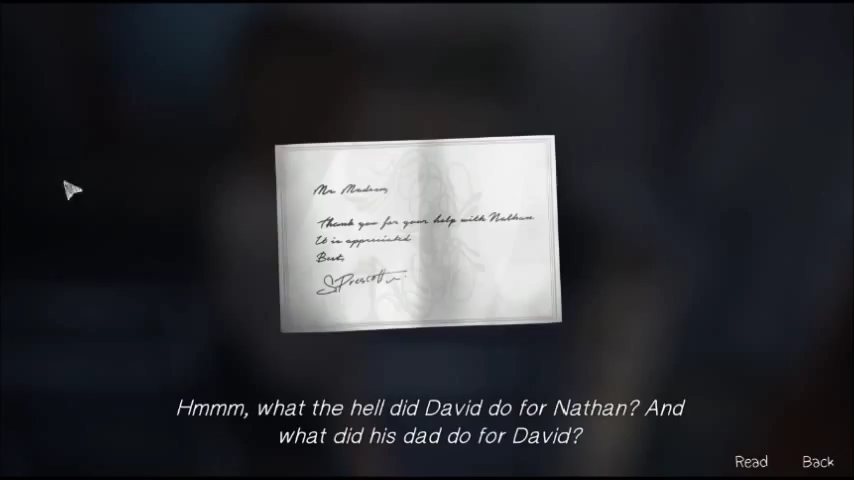 Mr. Madsen,
Thank you for your help with Nathan.
It is appreciated
Best,
S Prescott
Hmmm, what the hell did David do for Nathan? And
what did his dad do for David?
Read Back